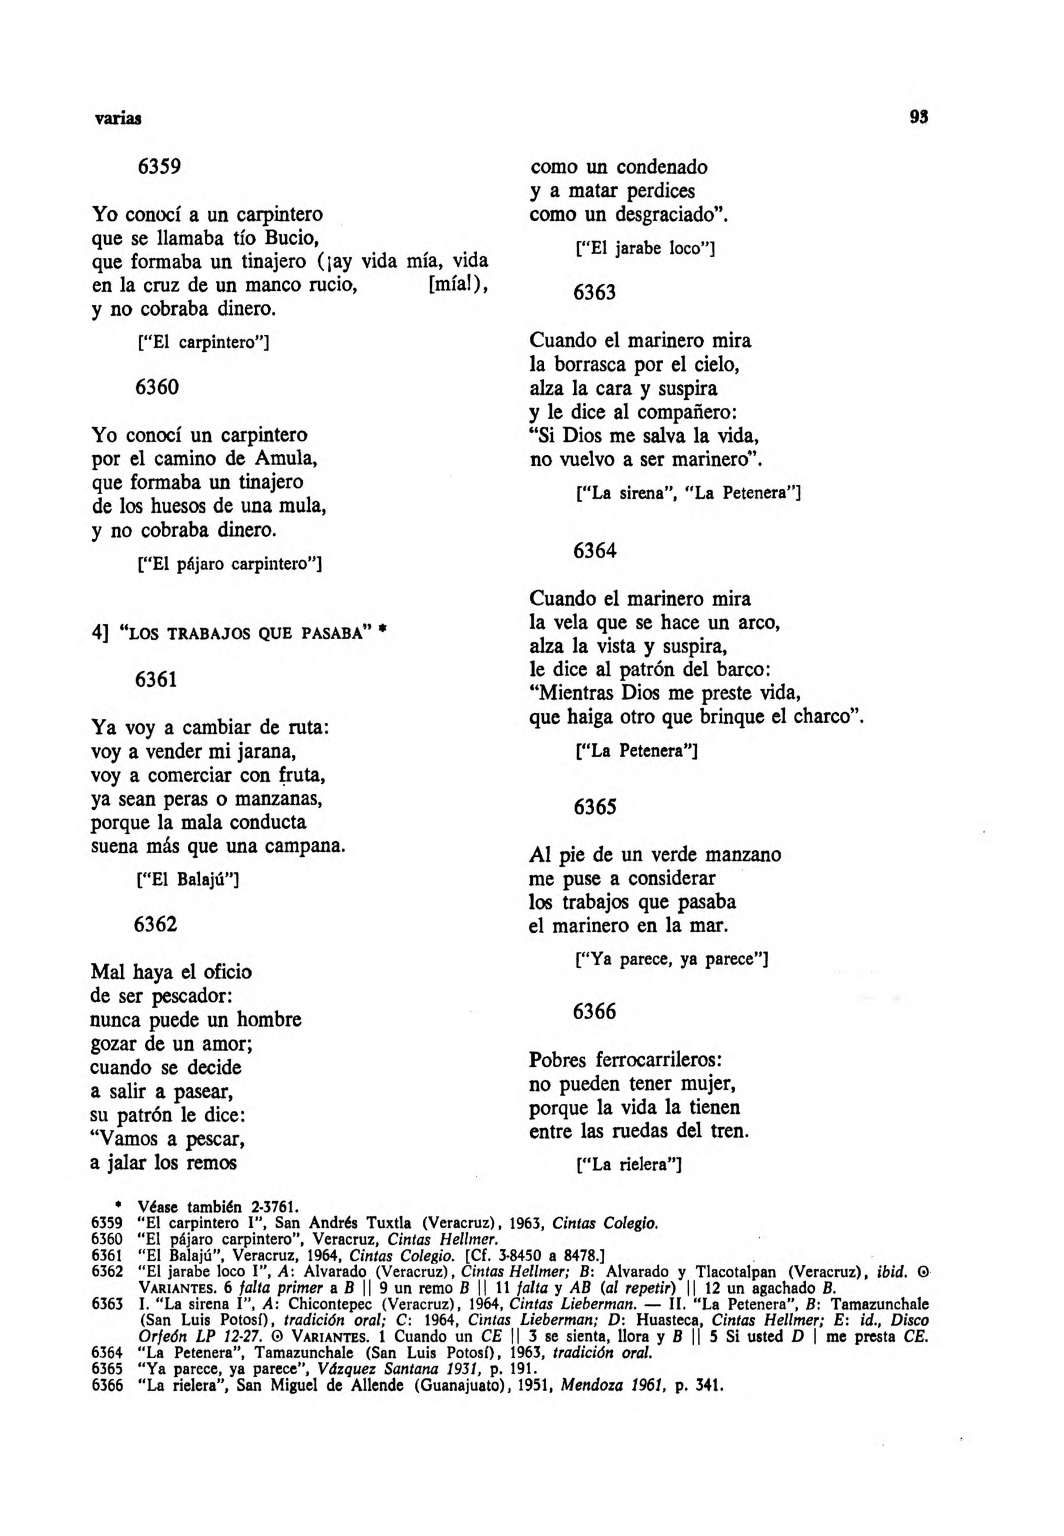 varias 93
6359
Yo conocí a un carpintero
que se llamaba tío Bucio,
que formaba un tinajero (¡ay vida mía, vida
en la cruz de un manco rucio, [mía!),
y no cobraba dinero.
["El carpintero"]
6360
Yo conocí un carpintero
por el camino de Amula,
que formaba un tinajero
de los huesos de una mula,
y no cobraba dinero.
["El pájaro carpintero"]
4] “LOS TRABAJOS QUE PASABA” *
6361
Ya voy a cambiar de ruta:
voy a vender mi jarana,
voy a comerciar con fruta,
ya sean peras o manzanas,
porque la mala conducta
suena más que una campana.
["El Balajú"]
6362
Mal haya el oficio
de ser pescador:
nunca puede un hombre
gozar de un amor;
cuando se decide
a salir a pasear,
su patrón le dice:
“Vamos a pescar,
a jalar los remos
como un condenado
y a matar perdices
como un desgraciado”.
["El jarabe loco"]
6363
Cuando el marinero mira
la borrasca por el cielo,
alza la cara y suspira
y le dice al compañero:
“Si Dios me salva la vida,
no vuelvo a ser marinero”.
["La sirena", "La Petenera"]
6364
Cuando el marinero mira
la vela que se hace un arco,
alza la vista y suspira,
le dice al patrón del barco:
“Mientras Dios me preste vida,
que haiga otro que brinque el charco”.
["La Petenera"]
6365
Al pie de un verde manzano
me puse a considerar
los trabajos que pasaba
el marinero en la mar.
["Ya parece, ya parece"]
6366
Pobres ferrocarrileros:
no pueden tener mujer,
porque la vida la tienen
entre las ruedas del tren.
["La rielera"]
* Véase también 2-3761.
6359 "El carpintero I", San Andrés Tuxtla (Veracruz), 1963, Cintas Colegio.
6360 "El pájaro carpintero", Veracruz, Cintas Hellmer.
6361 "El Balajú", Veracruz, 1964, Cintas Colegio. [Cf. 3-8450 a 8478.]
6362 "El jarabe loco I", A: Alvarado (Veracruz), Cintas Hellmer; B: Alvarado y Tlacotalpan (Veracruz), ibid. ⊙
VARIANTES. 6 falta primer a B || 9 un remo B || 11 falta y AB (al repetir) || 12 un agachado B.
6363 I. "La sirena I", A: Chicontepec (Veracruz), 1964, Cintas Lieberman. — II. "La Petenera", B: Tamazunchale
(San Luis Potosí), tradición oral; C: 1964, Cintas Lieberman; D: Huasteca, Cintas Hellmer; E: id., Disco
Orfeón LP 12-27. ⊙ VARIANTES. 1 Cuando un CE || 3 se sienta, llora y B || 5 Si usted D | me presta CE.
6364 "La Petenera", Tamazunchale (San Luis Potosí), 1963, tradición oral.
6365 "Ya parece, ya parece", Vázquez Santana 1931, p. 191.
6366 "La rielera", San Miguel de Allende (Guanajuato), 1951, Mendoza 1961, p. 341.